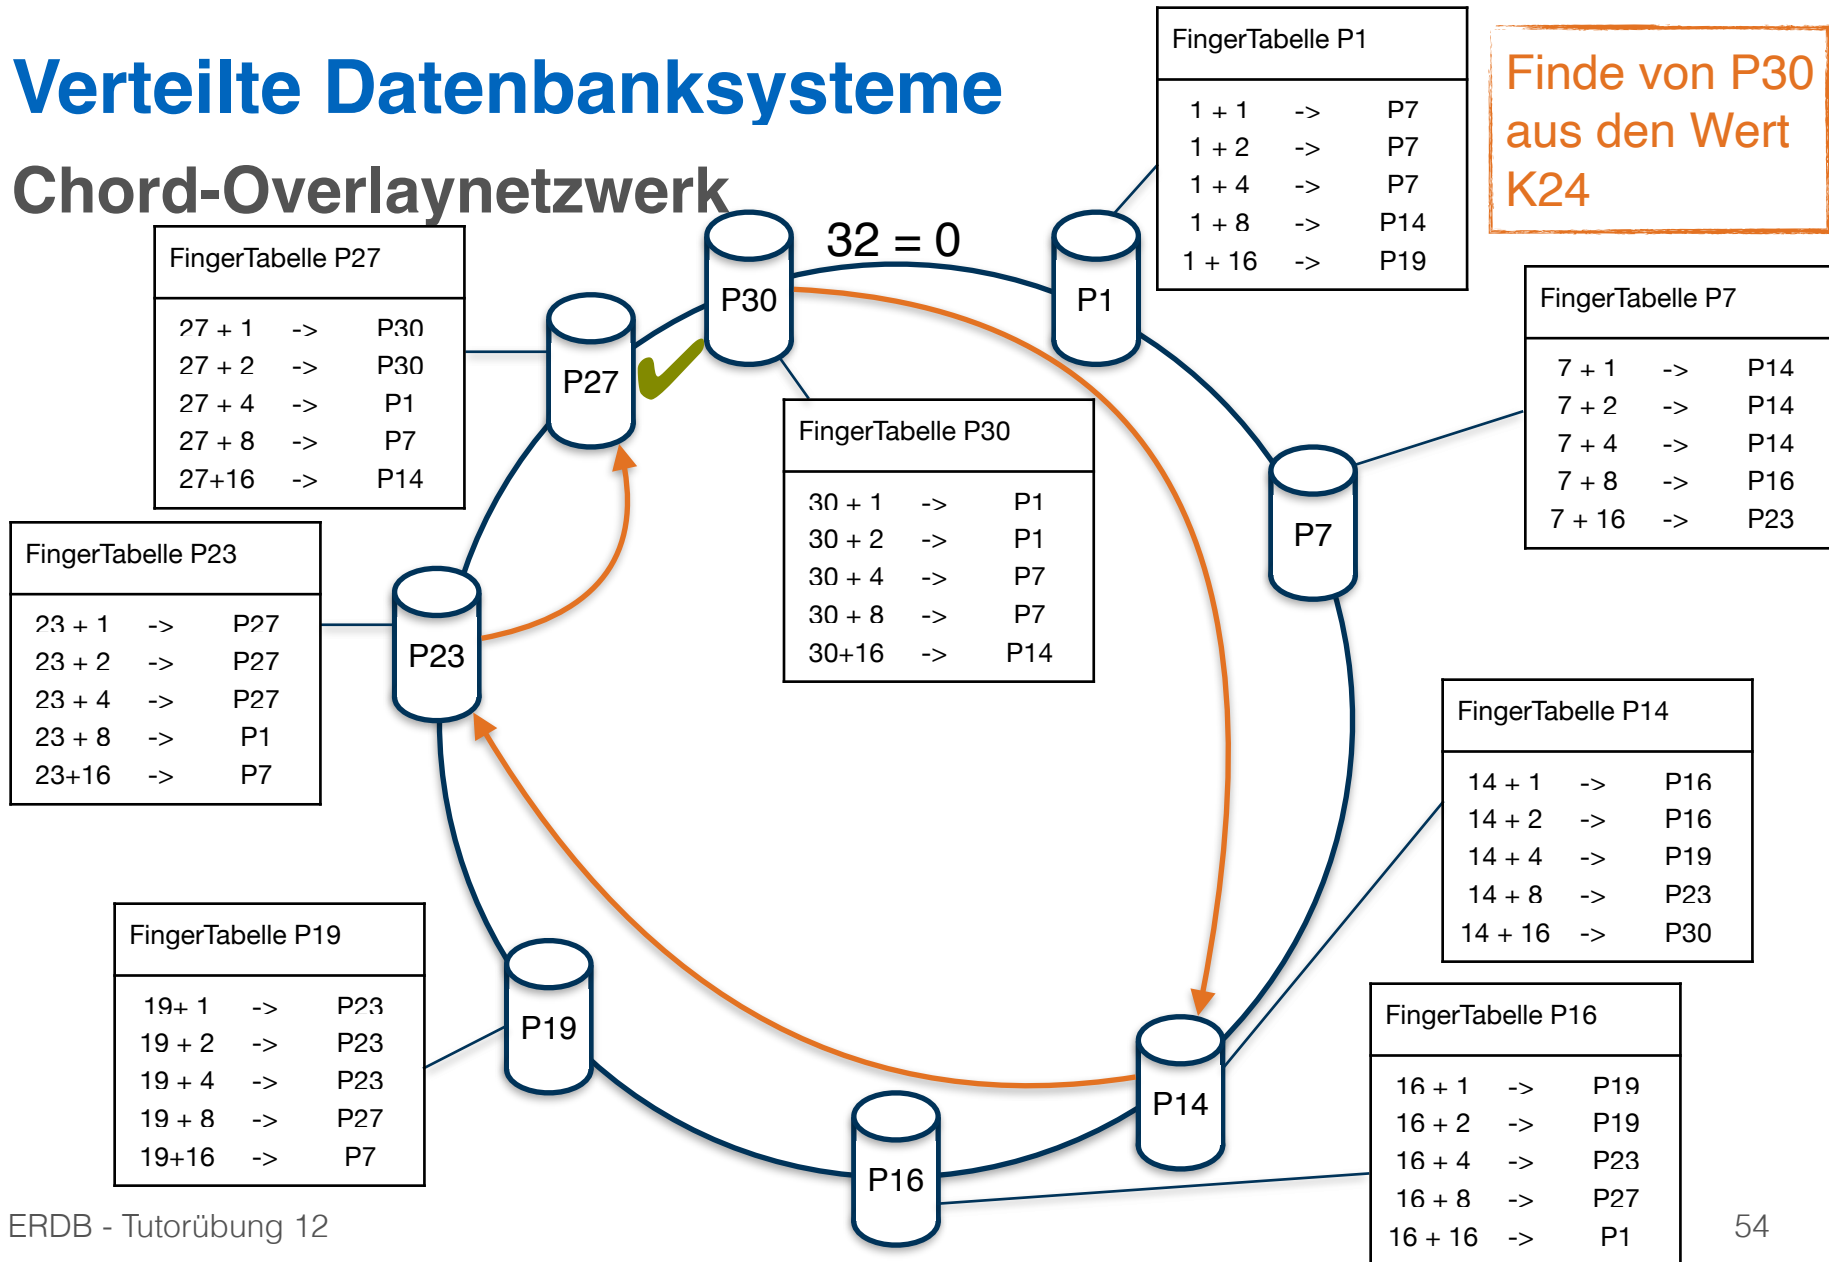 Verteilte Datenbanksysteme
Chord-Overlaynetzwerk
Finde von P30
aus den Wert
K24
32 = 0
P30
P1
P7
P14
P16
P19
P23
P27
FingerTabelle P1
1 + 1 -> P7
1 + 2 -> P7
1 + 4 -> P7
1 + 8 -> P14
1 + 16 -> P19
FingerTabelle P7
7 + 1 -> P14
7 + 2 -> P14
7 + 4 -> P14
7 + 8 -> P16
7 + 16 -> P23
FingerTabelle P27
27 + 1 -> P30
27 + 2 -> P30
27 + 4 -> P1
27 + 8 -> P7
27+16 -> P14
FingerTabelle P30
30 + 1 -> P1
30 + 2 -> P1
30 + 4 -> P7
30 + 8 -> P7
30+16 -> P14
FingerTabelle P23
23 + 1 -> P27
23 + 2 -> P27
23 + 4 -> P27
23 + 8 -> P1
23+16 -> P7
FingerTabelle P14
14 + 1 -> P16
14 + 2 -> P16
14 + 4 -> P19
14 + 8 -> P23
14 + 16 -> P30
FingerTabelle P19
19+ 1 -> P23
19 + 2 -> P23
19 + 4 -> P23
19 + 8 -> P27
19+16 -> P7
FingerTabelle P16
16 + 1 -> P19
16 + 2 -> P19
16 + 4 -> P23
16 + 8 -> P27
16 + 16 -> P1
ERDB - Tutorübung 12
54